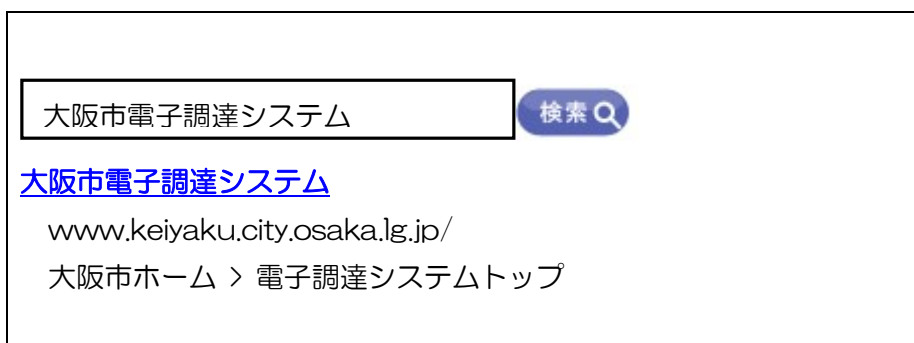 大阪市電子調達システム
検索
大阪市電子調達システム
www.keiyaku.city.osaka.lg.jp/
大阪市ホーム > 電子調達システムトップ